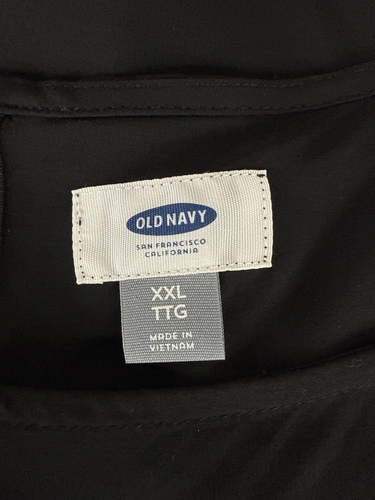 OLD NAVY
SAN FRANCISCO
CALIFORNIA
XXL
TTG
MADE IN
VIETNAM